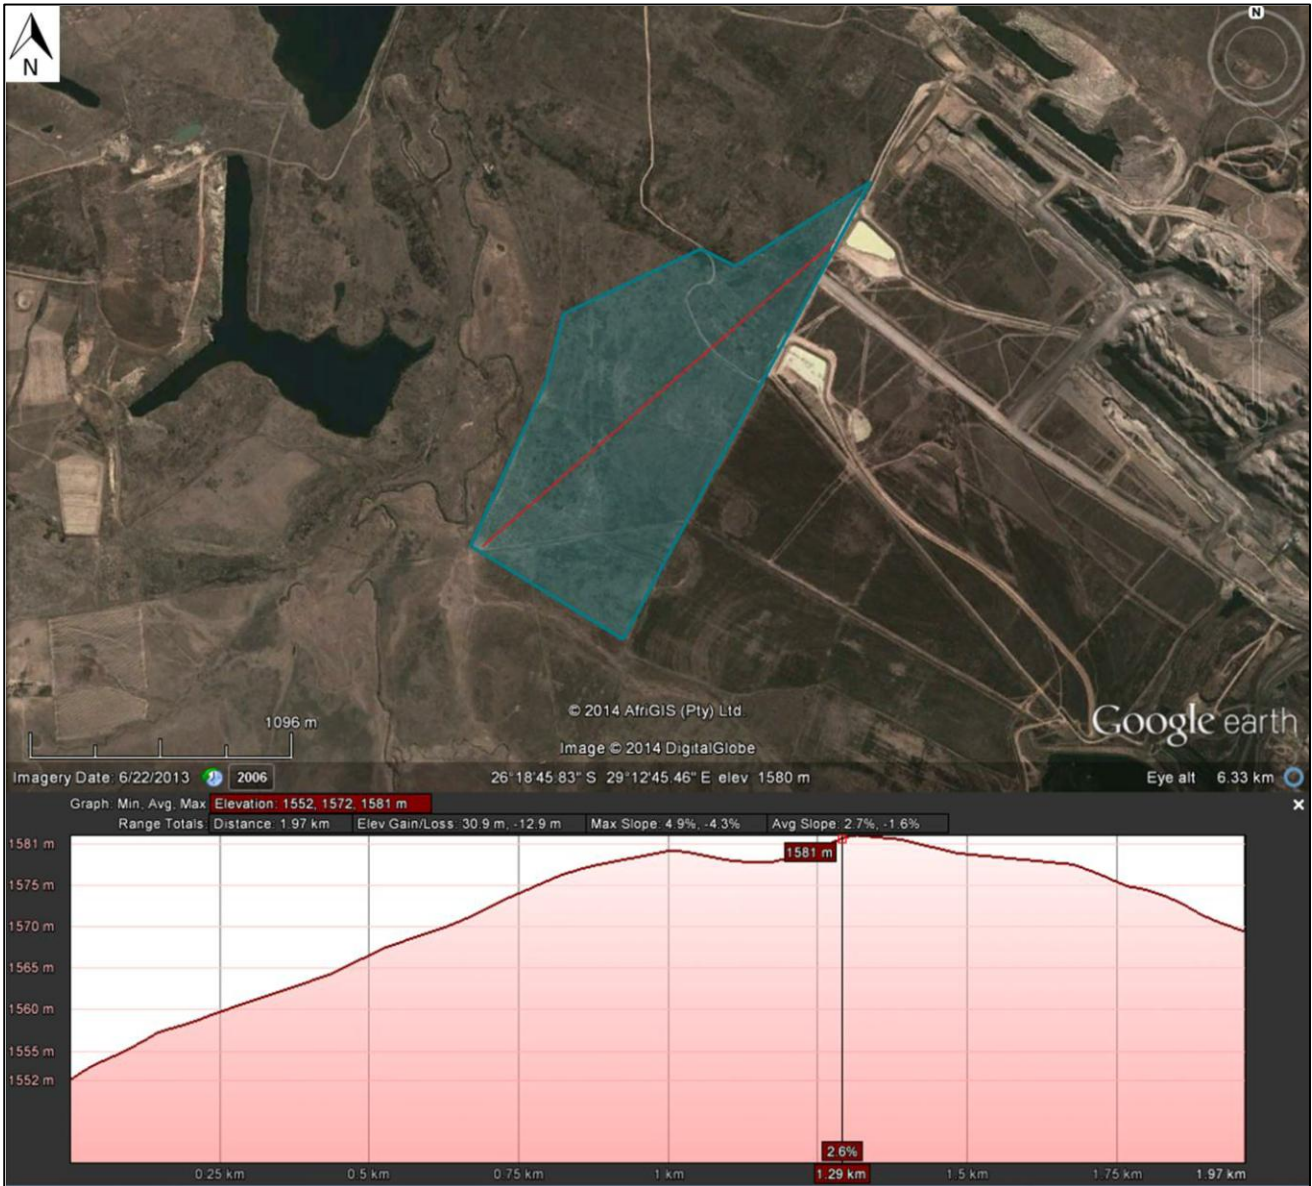 N
N
1096 m
© 2014 AfriGIS (Pty) Ltd.
Image © 2014 DigitalGlobe
Google earth
Imagery Date: 6/22/2013 2006 26°18'45.83" S 29°12'45.46" E elev 1580 m Eye alt 6.33 km
Graph: Min, Avg, Max Elevation: 1552, 1572, 1581 m
Range Totals: Distance: 1.97 km Elev Gain/Loss: 30.9 m, -12.9 m Max Slope: 4.9%, -4.3% Avg Slope: 2.7%, -1.6%
1581 m
1581 m
1575 m
1570 m
1565 m
1560 m
1555 m
1552 m
2.6%
0.25 km 0.5 km 0.75 km 1 km 1.29 km 1.5 km 1.75 km 1.97 km